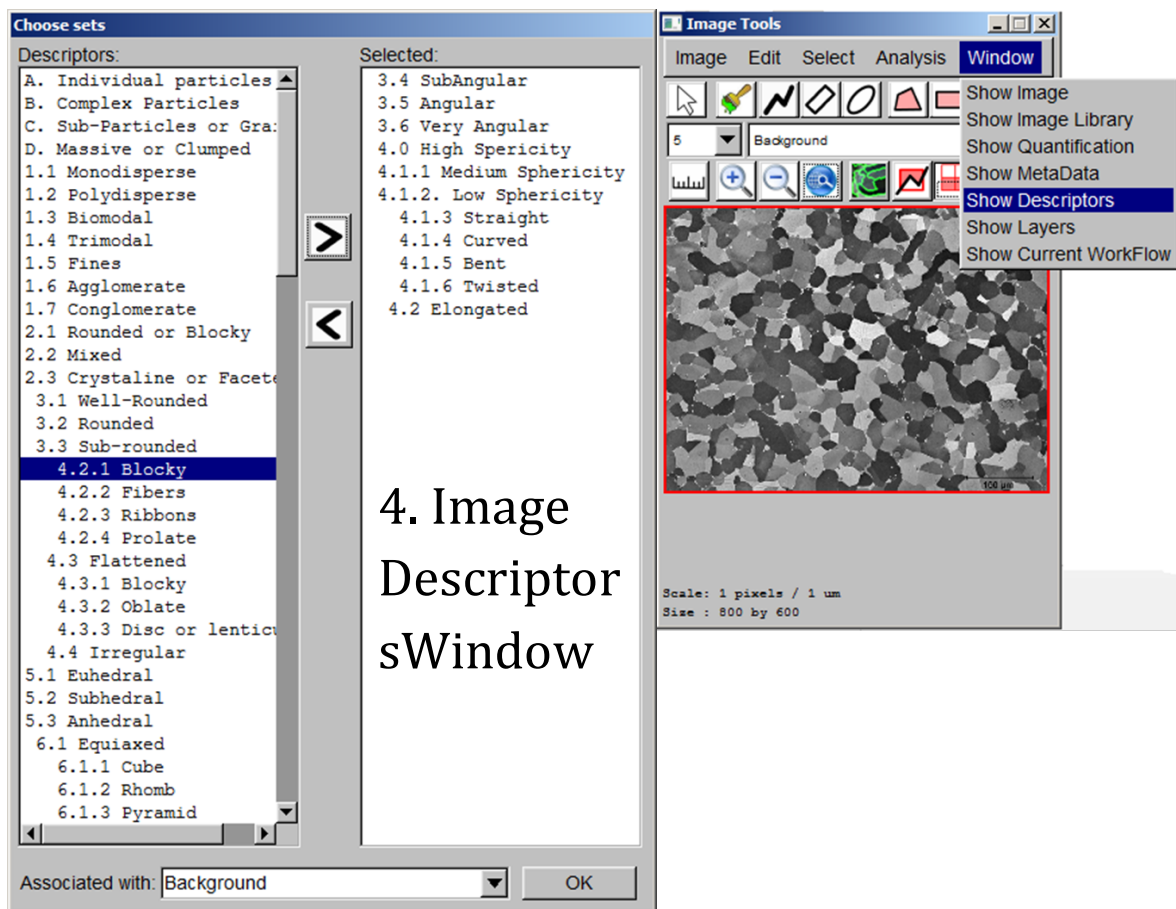 Choose sets
Descriptors:
A. Individual particles
B. Complex Particles
C. Sub-Particles or Gra
D. Massive or Clumped
1.1 Monodisperse
1.2 Polydisperse
1.3 Biomodal
1.4 Trimodal
1.5 Fines
1.6 Agglomerate
1.7 Conglomerate
2.1 Rounded or Blocky
2.2 Mixed
2.3 Crystaline or Facete
3.1 Well-Rounded
3.2 Rounded
3.3 Sub-rounded
4.2.1 Blocky
4.2.2 Fibers
4.2.3 Ribbons
4.2.4 Prolate
4.3 Flattened
4.3.1 Blocky
4.3.2 Oblate
4.3.3 Disc or lenticu
4.4 Irregular
5.1 Euhedral
5.2 Subhedral
5.3 Anhedral
6.1 Equiaxed
6.1.1 Cube
6.1.2 Rhomb
6.1.3 Pyramid
Selected:
3.4 SubAngular
3.5 Angular
3.6 Very Angular
4.0 High Spericity
4.1.1 Medium Sphericity
4.1.2. Low Sphericity
4.1.3 Straight
4.1.4 Curved
4.1.5 Bent
4.1.6 Twisted
4.2 Elongated
4. Image
Descriptor
sWindow
Associated with: Background
OK
Image Tools
Image Edit Select Analysis Window
Show Image
Show Image Library
Show Quantification
Show MetaData
Show Descriptors
Show Layers
Show Current WorkFlow
5 Background
100 µm
Scale: 1 pixels / 1 um
Size : 800 by 600